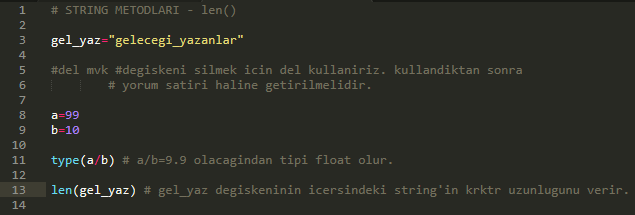 1 # STRING METODLARI - len()
2
3 gel_yaz="gelecegi_yazanlar"
4
5 #del mvk #degiskeni silmek icin del kullaniriz. kullandiktan sonra
6 # yorum satiri haline getirilmelidir.
7
8 a=99
9 b=10
10
11 type(a/b) # a/b=9.9 olacagindan tipi float olur.
12
13 len(gel_yaz) # gel_yaz degiskeninin icersindeki string'in krktr uzunlugunu verir.
14